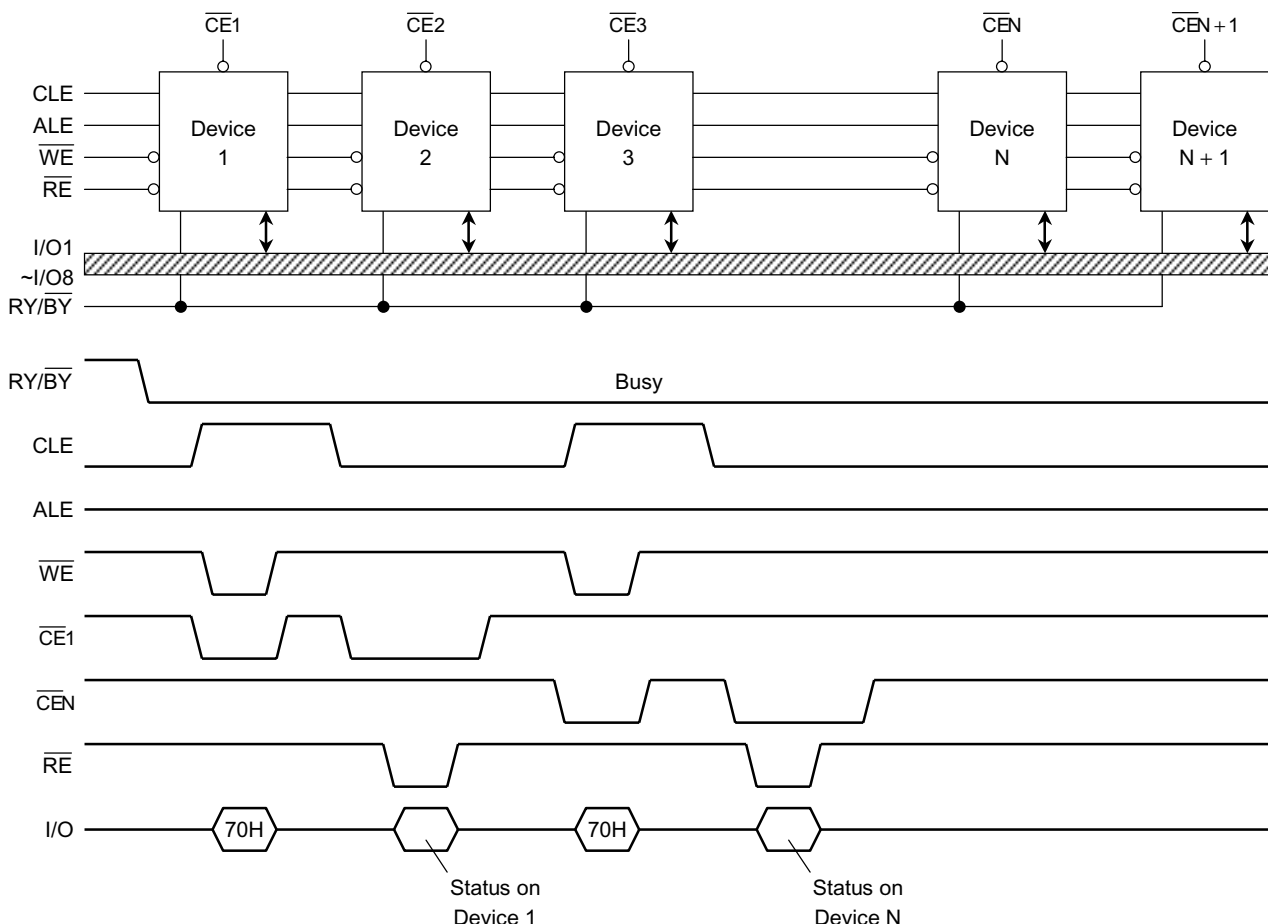 CE1 CE2 CE3 CEN CEN + 1
CLE
ALE
WE
RE
Device 1
Device 2
Device 3
Device N
Device N + 1
I/O1
~I/O8
RY/BY
RY/BY
Busy
CLE
ALE
WE
CE1
CEN
RE
I/O
70H
70H
Status on
Device 1
Status on
Device N